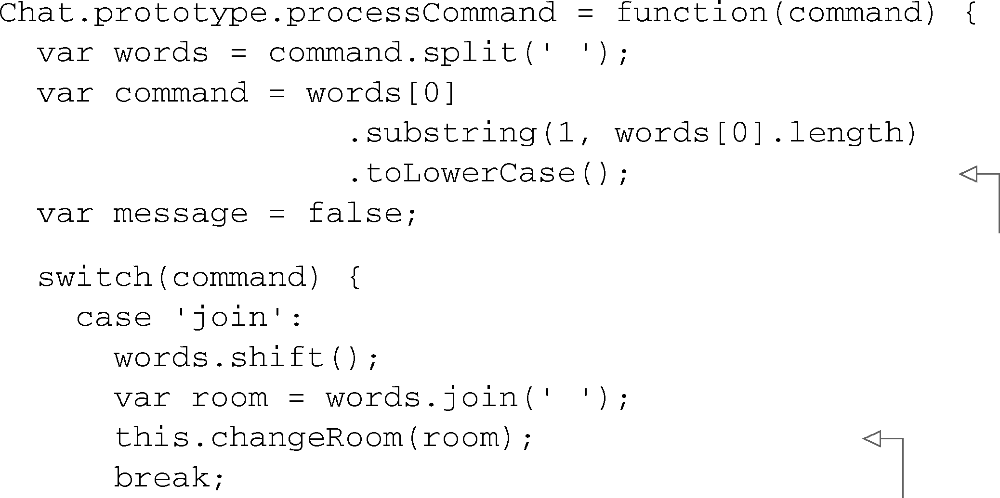 Chat.prototype.processCommand = function(command) {
  var words = command.split(' ');
  var command = words[0]
                  .substring(1, words[0].length)
                  .toLowerCase();
  var message = false;
  switch(command) {
    case 'join':
      words.shift();
      var room = words.join(' ');
      this.changeRoom(room);
      break;